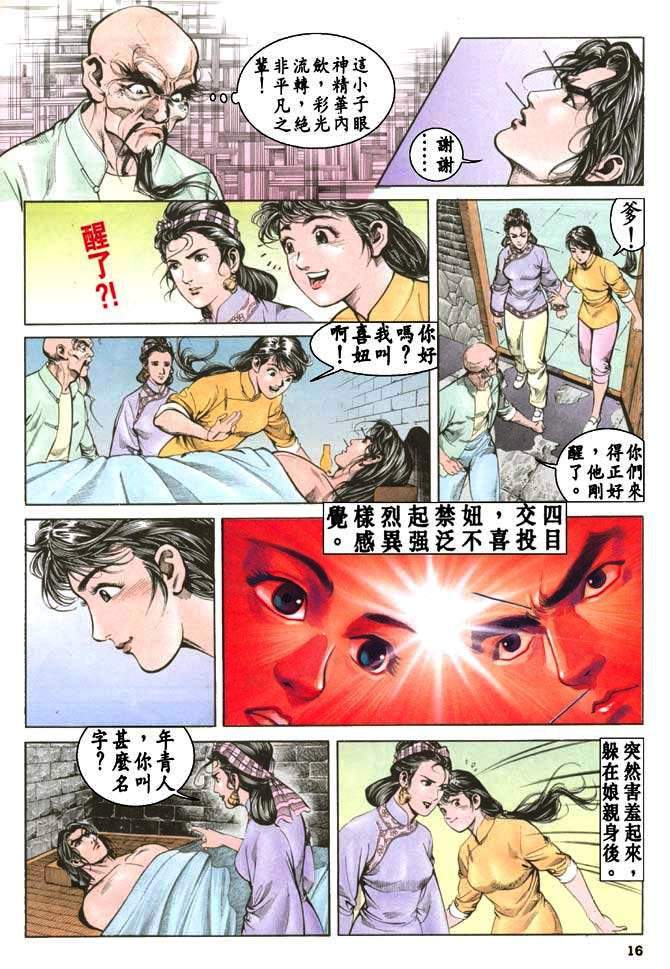 謝謝
……
這小子眼
神精華內
斂，彩光
流轉，絕
非平凡之
輩！
爹！
你們來
得正好
，他剛
醒了。
醒了?!
你好
嗎？
我叫
喜妞
啊！
四目
交投
，喜
妞不
禁泛
起强
烈異
樣感
覺。
突然害羞起來，
躲在娘親身後。
年青人
，你叫
甚麼名
字？
16